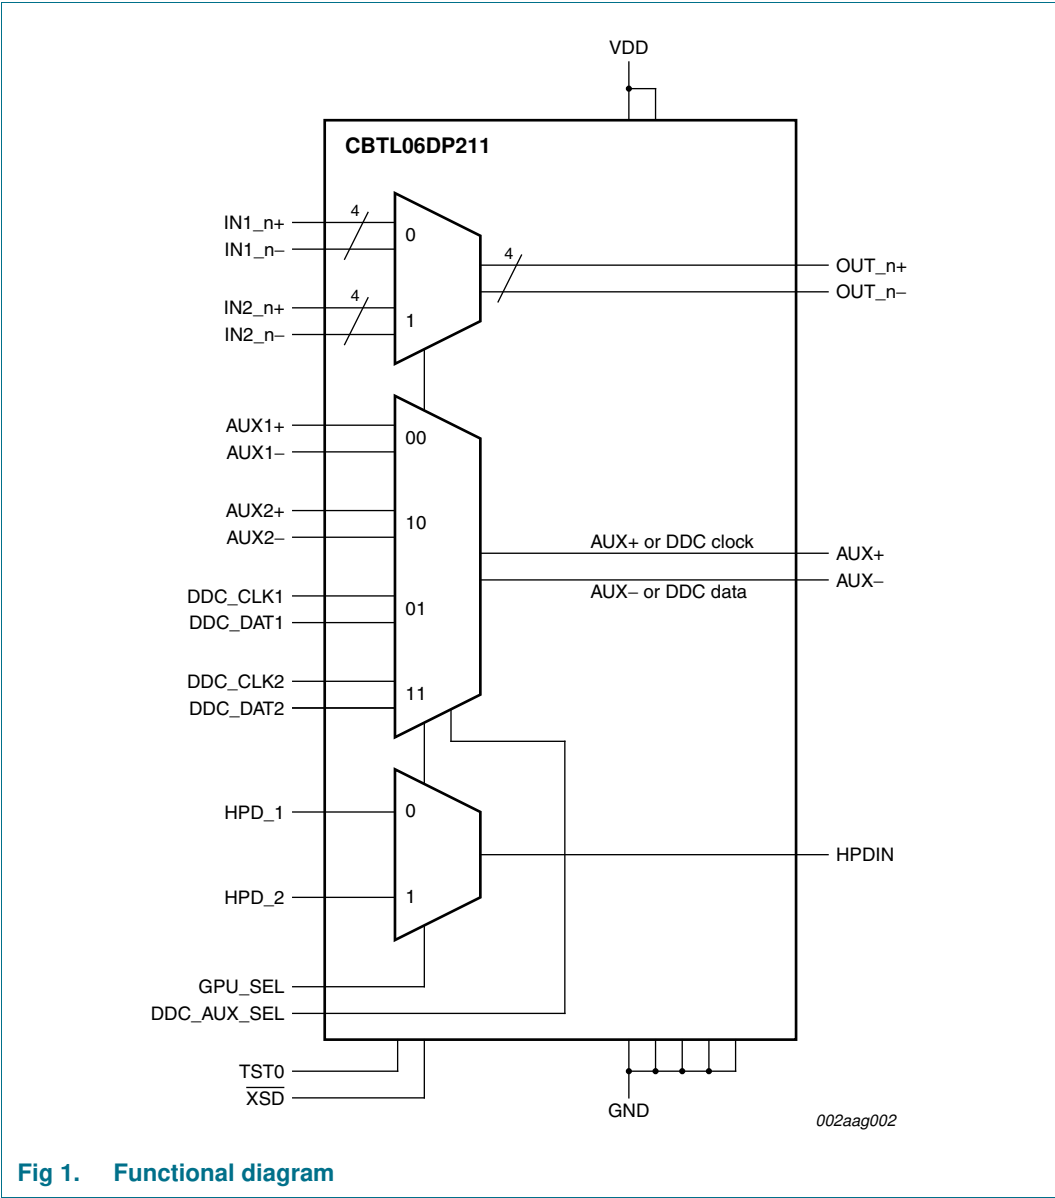 VDD
CBTL06DP211
IN1_n+
4
0
IN1_n−
4
OUT_n+
OUT_n−
IN2_n+
4
1
IN2_n−
AUX1+
00
AUX1−
AUX2+
10
AUX2−
AUX+ or DDC clock
AUX+
AUX−
AUX− or DDC data
DDC_CLK1
01
DDC_DAT1
DDC_CLK2
11
DDC_DAT2
HPD_1
0
HPDIN
HPD_2
1
GPU_SEL
DDC_AUX_SEL
TST0
XSD
GND
002aag002
Fig 1. Functional diagram